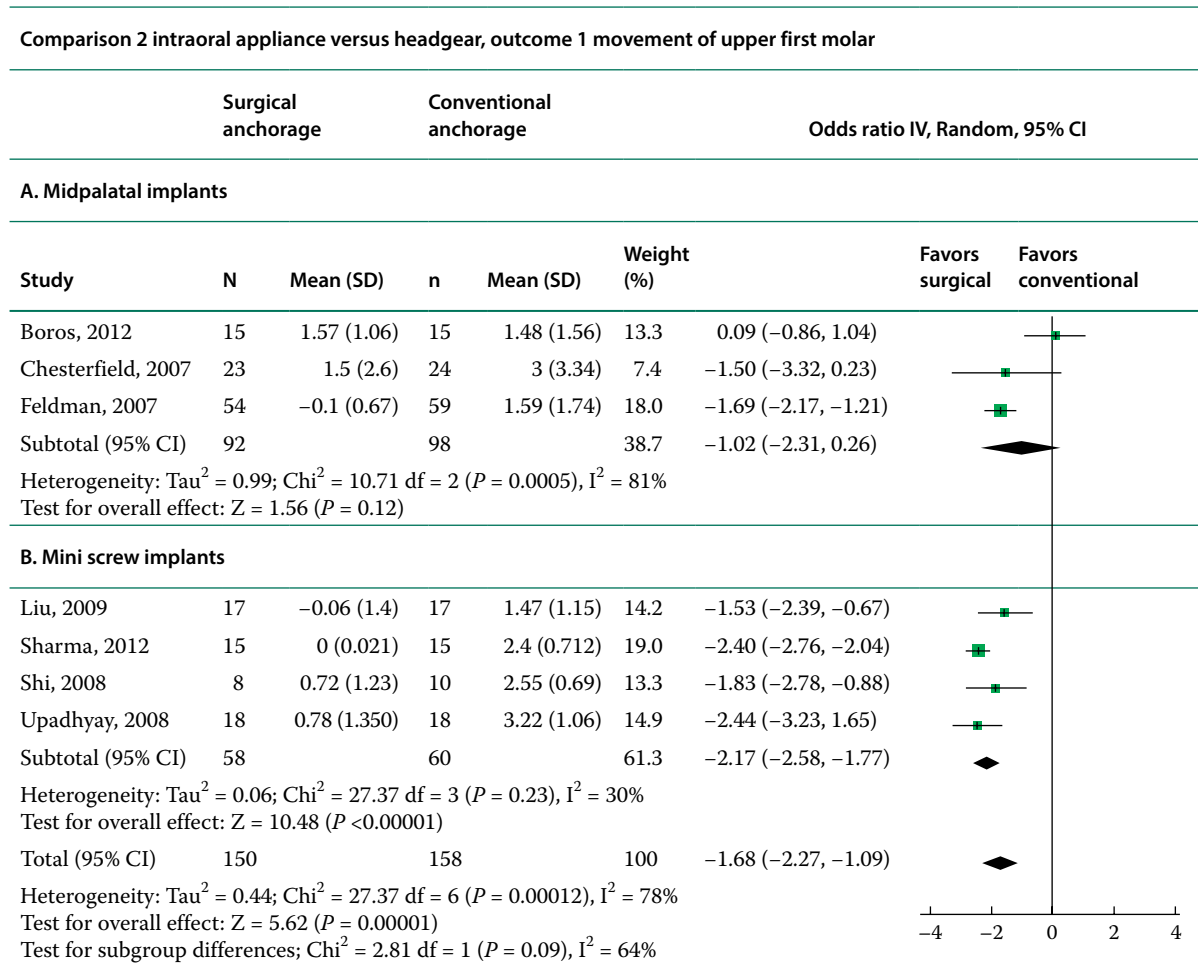 Comparison 2 intraoral appliance versus headgear, outcome 1 movement of upper first molar
Surgical anchorage Conventional anchorage Odds ratio IV, Random, 95% CI
A. Midpalatal implants
Study N Mean (SD) n Mean (SD) Weight (%) Favors surgical Favors conventional
Boros, 2012 15 1.57 (1.06) 15 1.48 (1.56) 13.3 0.09 (–0.86, 1.04)
Chesterfield, 2007 23 1.5 (2.6) 24 3 (3.34) 7.4 –1.50 (–3.32, 0.23)
Feldman, 2007 54 –0.1 (0.67) 59 1.59 (1.74) 18.0 –1.69 (–2.17, –1.21)
Subtotal (95% CI) 92 98 38.7 –1.02 (–2.31, 0.26)
Heterogeneity: Tau² = 0.99; Chi² = 10.71 df = 2 (P = 0.0005), I² = 81%
Test for overall effect: Z = 1.56 (P = 0.12)
B. Mini screw implants
Liu, 2009 17 –0.06 (1.4) 17 1.47 (1.15) 14.2 –1.53 (–2.39, –0.67)
Sharma, 2012 15 0 (0.021) 15 2.4 (0.712) 19.0 –2.40 (–2.76, –2.04)
Shi, 2008 8 0.72 (1.23) 10 2.55 (0.69) 13.3 –1.83 (–2.78, –0.88)
Upadhyay, 2008 18 0.78 (1.350) 18 3.22 (1.06) 14.9 –2.44 (–3.23, 1.65)
Subtotal (95% CI) 58 60 61.3 –2.17 (–2.58, –1.77)
Heterogeneity: Tau² = 0.06; Chi² = 27.37 df = 3 (P = 0.23), I² = 30%
Test for overall effect: Z = 10.48 (P <0.00001)
Total (95% CI) 150 158 100 –1.68 (–2.27, –1.09)
Heterogeneity: Tau² = 0.44; Chi² = 27.37 df = 6 (P = 0.00012), I² = 78%
Test for overall effect: Z = 5.62 (P = 0.00001)
Test for subgroup differences; Chi² = 2.81 df = 1 (P = 0.09), I² = 64%
–4 –2 0 2 4